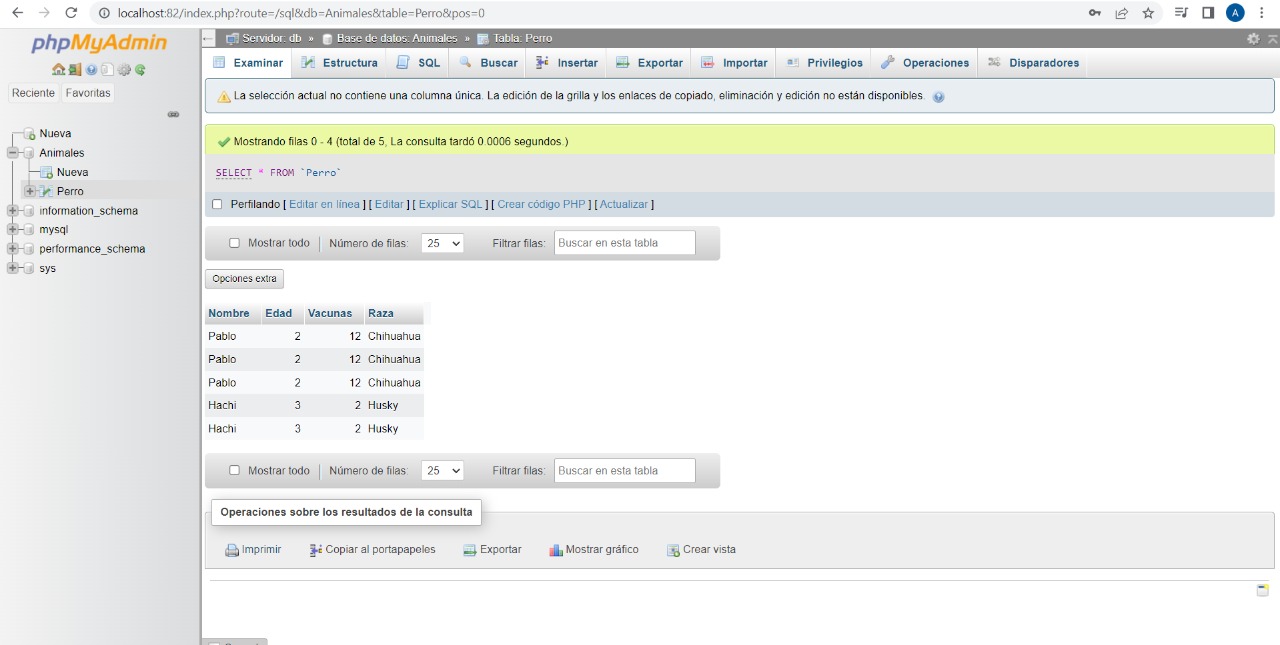 localhost:82/index.php?route=/sql&db=Animales&table=Perro&pos=0
A
phpMyAdmin
Reciente Favoritas
Nueva
Animales
Nueva
Perro
information_schema
mysql
performance_schema
sys
Servidor: db » Base de datos: Animales » Tabla: Perro
Examinar Estructura SQL Buscar Insertar Exportar Importar Privilegios Operaciones Disparadores
La selección actual no contiene una columna única. La edición de la grilla y los enlaces de copiado, eliminación y edición no están disponibles.
Mostrando filas 0 - 4 (total de 5, La consulta tardó 0.0006 segundos.)
SELECT * FROM `Perro`
Perfilando [ Editar en línea ] [ Editar ] [ Explicar SQL ] [ Crear código PHP ] [ Actualizar ]
Mostrar todo | Número de filas: 25 Filtrar filas: Buscar en esta tabla
Opciones extra
Nombre Edad Vacunas Raza
Pablo 2 12 Chihuahua
Pablo 2 12 Chihuahua
Pablo 2 12 Chihuahua
Hachi 3 2 Husky
Hachi 3 2 Husky
Mostrar todo | Número de filas: 25 Filtrar filas: Buscar en esta tabla
Operaciones sobre los resultados de la consulta
Imprimir Copiar al portapapeles Exportar Mostrar gráfico Crear vista